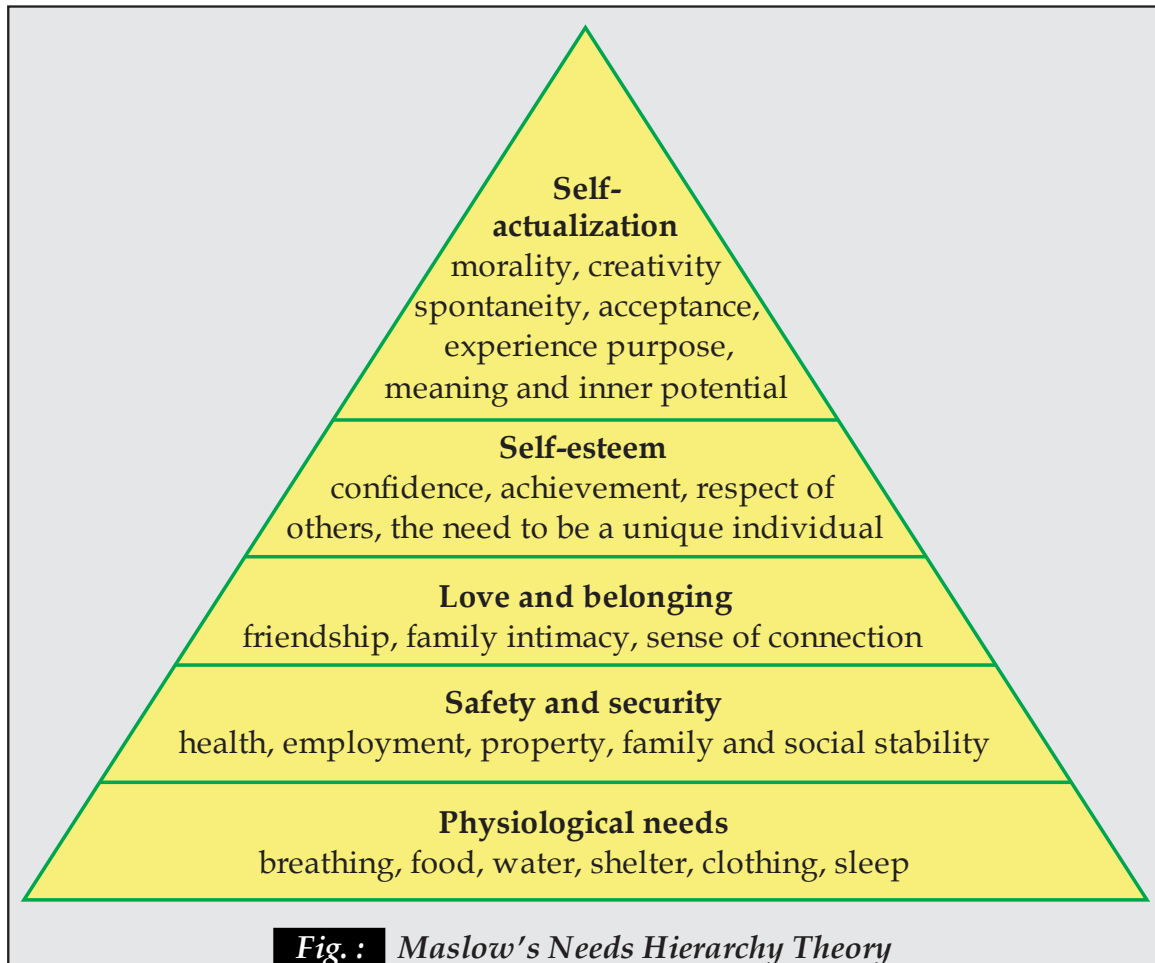 Self-
actualization
morality, creativity
spontaneity, acceptance,
experience purpose,
meaning and inner potential
Self-esteem
confidence, achievement, respect of
others, the need to be a unique individual
Love and belonging
friendship, family intimacy, sense of connection
Safety and security
health, employment, property, family and social stability
Physiological needs
breathing, food, water, shelter, clothing, sleep
Fig. : Maslow's Needs Hierarchy Theory